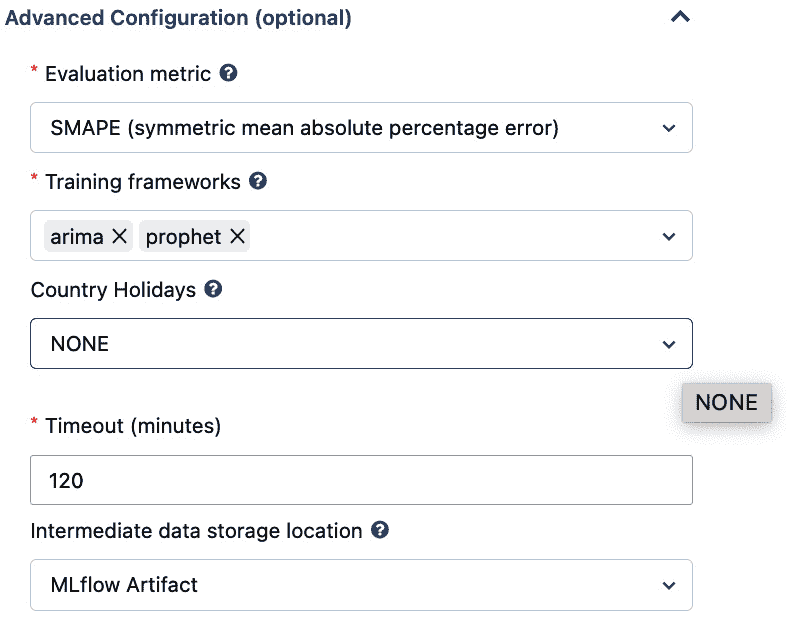 Advanced Configuration (optional)
* Evaluation metric ?
SMAPE (symmetric mean absolute percentage error)
* Training frameworks ?
arima X prophet X
Country Holidays ?
NONE
NONE
* Timeout (minutes)
120
Intermediate data storage location ?
MLflow Artifact